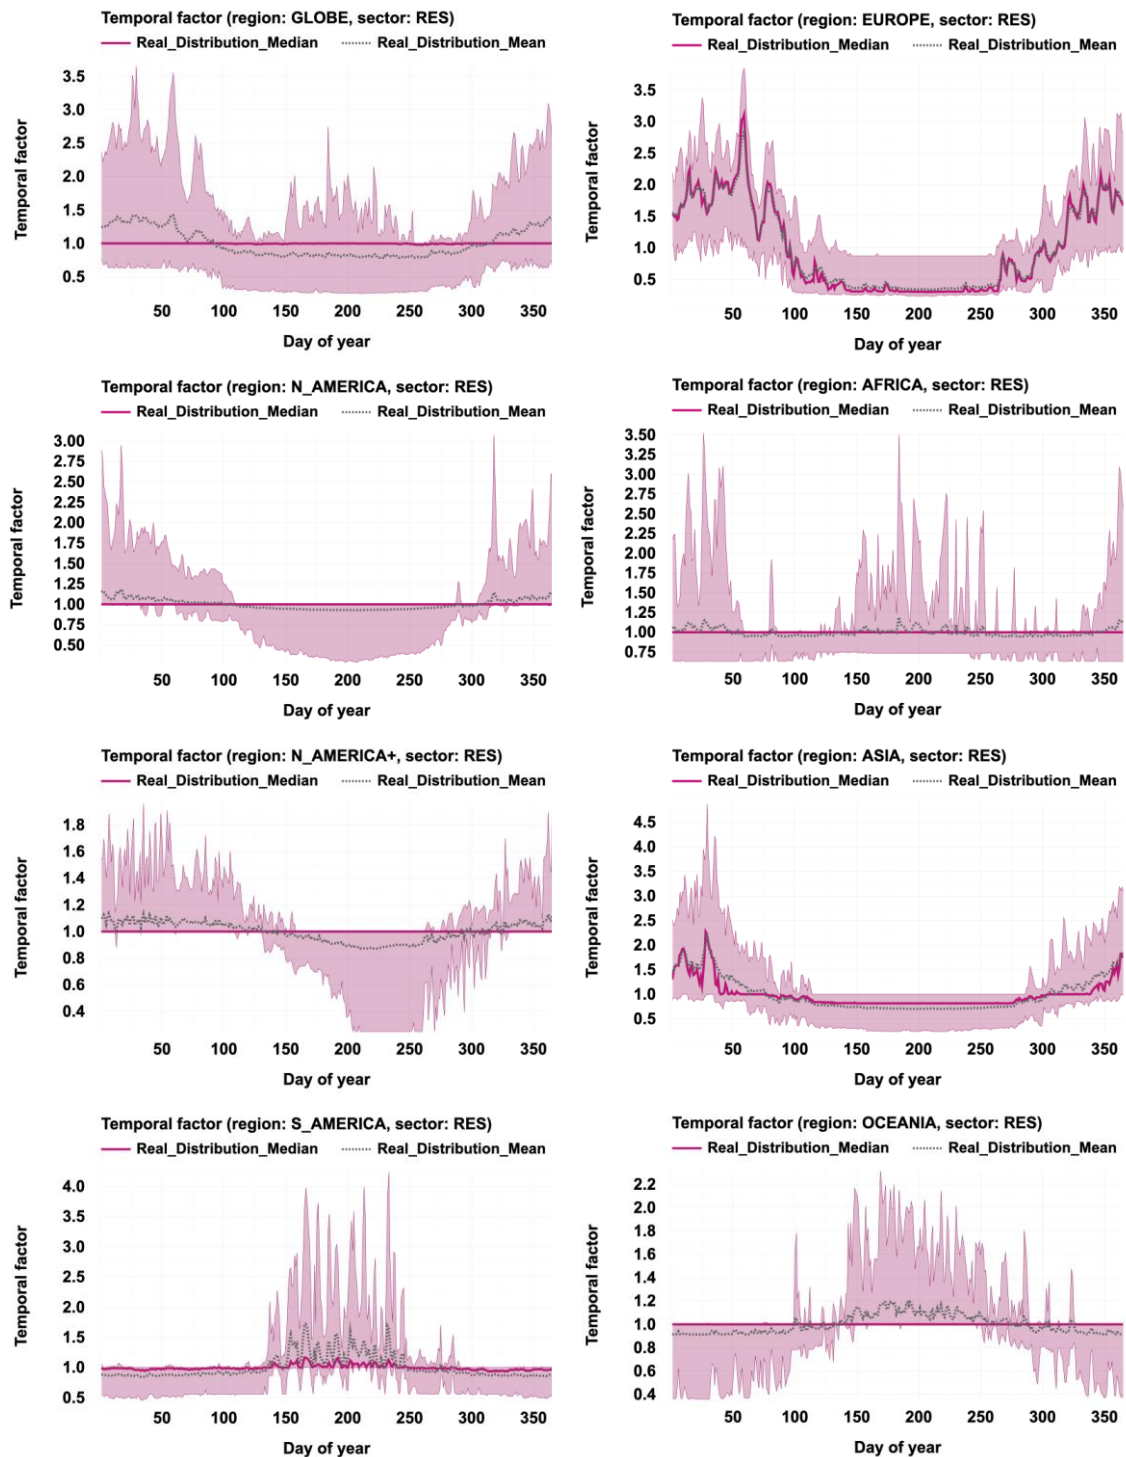 Temporal factor (region: GLOBE, sector: RES)
Real_Distribution_Median Real_Distribution_Mean
Temporal factor
3.5
3.0
2.5
2.0
1.5
1.0
0.5
50 100 150 200 250 300 350
Day of year
Temporal factor (region: EUROPE, sector: RES)
Real_Distribution_Median Real_Distribution_Mean
Temporal factor
3.5
3.0
2.5
2.0
1.5
1.0
0.5
50 100 150 200 250 300 350
Day of year
Temporal factor (region: N_AMERICA, sector: RES)
Real_Distribution_Median Real_Distribution_Mean
Temporal factor
3.00
2.75
2.50
2.25
2.00
1.75
1.50
1.25
1.00
0.75
0.50
50 100 150 200 250 300 350
Day of year
Temporal factor (region: AFRICA, sector: RES)
Real_Distribution_Median Real_Distribution_Mean
Temporal factor
3.50
3.25
3.00
2.75
2.50
2.25
2.00
1.75
1.50
1.25
1.00
0.75
50 100 150 200 250 300 350
Day of year
Temporal factor (region: N_AMERICA+, sector: RES)
Real_Distribution_Median Real_Distribution_Mean
Temporal factor
1.8
1.6
1.4
1.2
1.0
0.8
0.6
0.4
50 100 150 200 250 300 350
Day of year
Temporal factor (region: ASIA, sector: RES)
Real_Distribution_Median Real_Distribution_Mean
Temporal factor
4.5
4.0
3.5
3.0
2.5
2.0
1.5
1.0
0.5
50 100 150 200 250 300 350
Day of year
Temporal factor (region: S_AMERICA, sector: RES)
Real_Distribution_Median Real_Distribution_Mean
Temporal factor
4.0
3.5
3.0
2.5
2.0
1.5
1.0
0.5
50 100 150 200 250 300 350
Day of year
Temporal factor (region: OCEANIA, sector: RES)
Real_Distribution_Median Real_Distribution_Mean
Temporal factor
2.2
2.0
1.8
1.6
1.4
1.2
1.0
0.8
0.6
0.4
50 100 150 200 250 300 350
Day of year